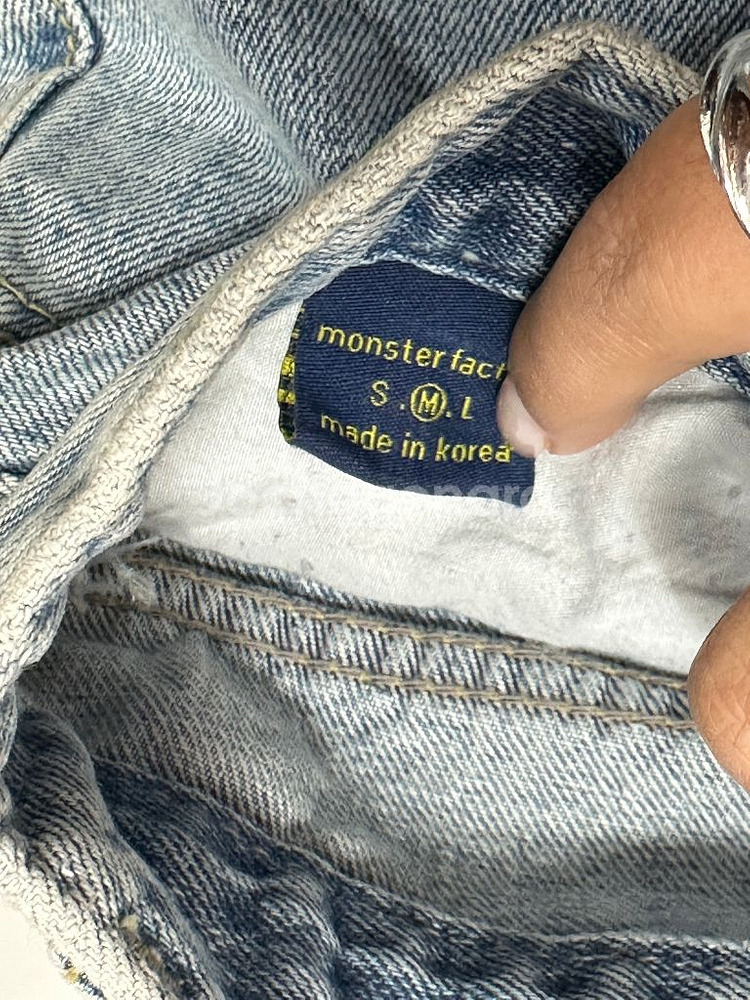 monster fact
S . Ⓜ . L
made in korea